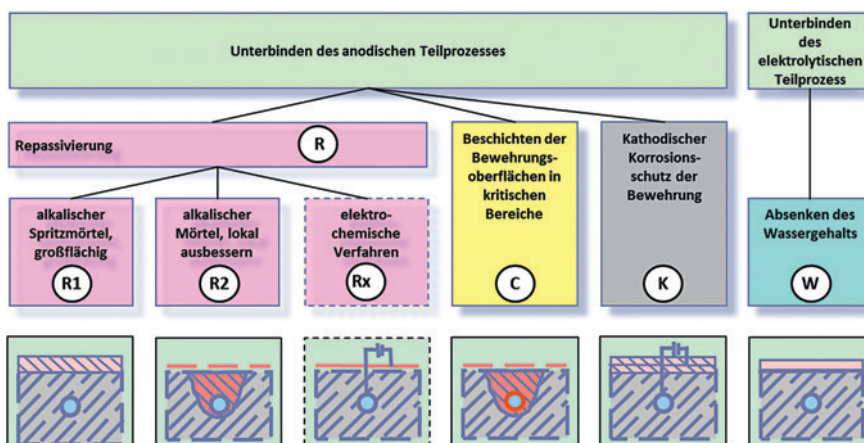 Unterbinden des anodischen Teilprozesses
Unterbinden
des
elektrolytischen
Teilprozess
Repassivierung
R
Beschichten der
Bewehrungs-
oberflächen in
kritischen
Bereiche
C
Kathodischer
Korrosions-
schutz der
Bewehrung
K
alkalischer
Spritzmörtel,
großflächig
R1
alkalischer
Mörtel, lokal
ausbessern
R2
elektro-
chemische
Verfahren
Rx
Absenken des
Wassergehalts
W